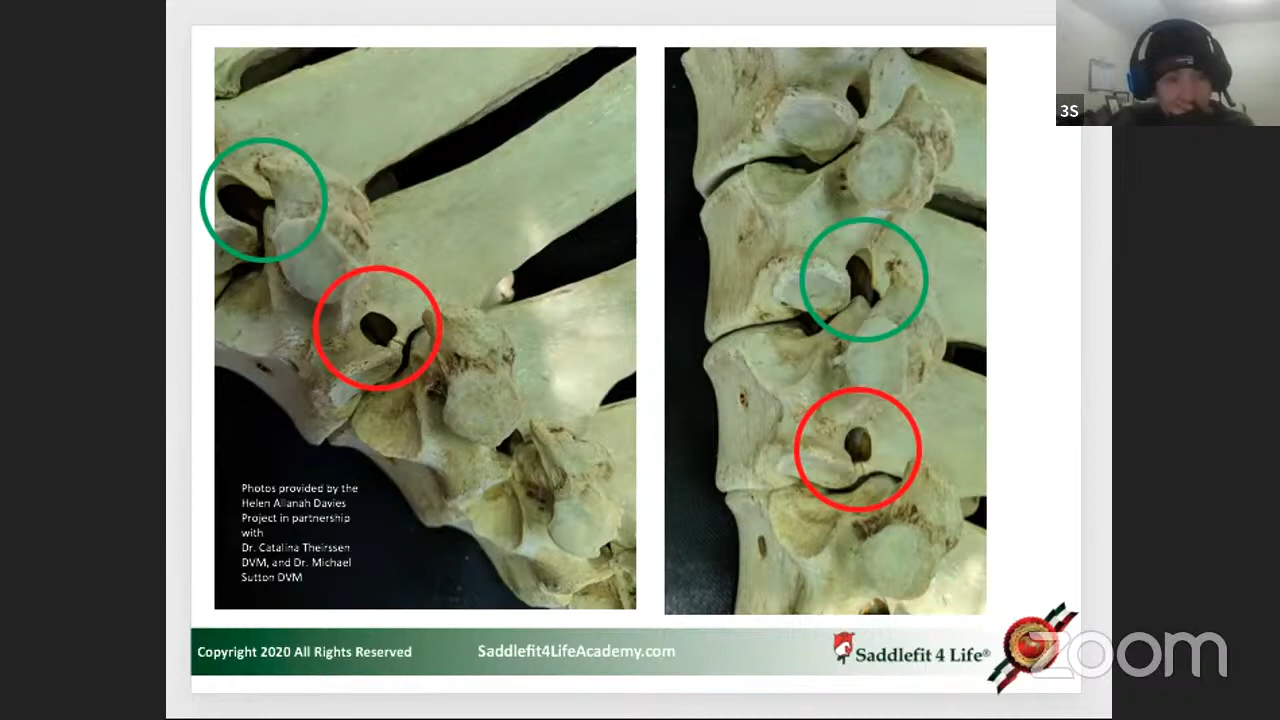 3S
Photos provided by the
Helen Allanah Davies
Project in partnership
with
Dr. Catalina Theirssen
DVM, and Dr. Michael
Sutton DVM
Copyright 2020 All Rights Reserved
Saddlefit4LifeAcademy.com
Saddlefit 4 Life®
zoom